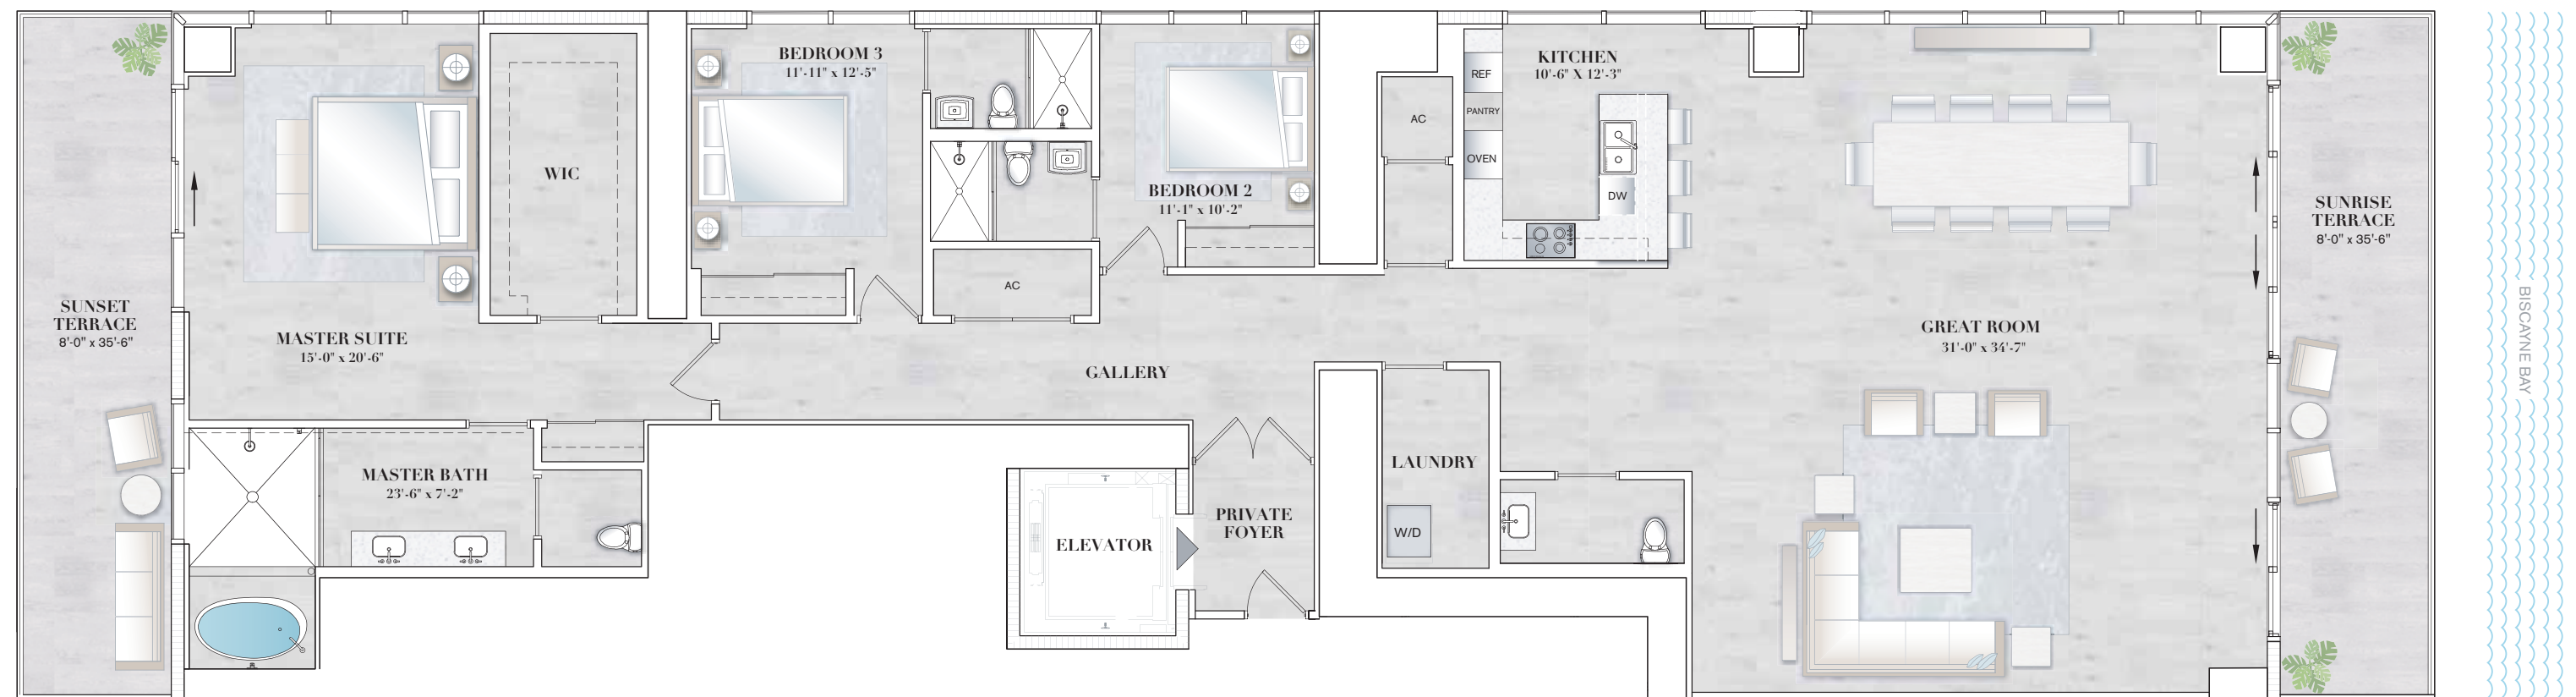 SUNSET
TERRACE
8'-0" x 35'-6"
MASTER SUITE
15'-0" x 20'-6"
WIC
MASTER BATH
23'-6" x 7'-2"
BEDROOM 3
11'-11" x 12'-5"
AC
BEDROOM 2
11'-1" x 10'-2"
GALLERY
ELEVATOR
PRIVATE
FOYER
AC
REF
PANTRY
OVEN
KITCHEN
10'-6" X 12'-3"
DW
LAUNDRY
W/D
GREAT ROOM
31'-0" x 34'-7"
SUNRISE
TERRACE
8'-0" x 35'-6"
BISCAYNE BAY